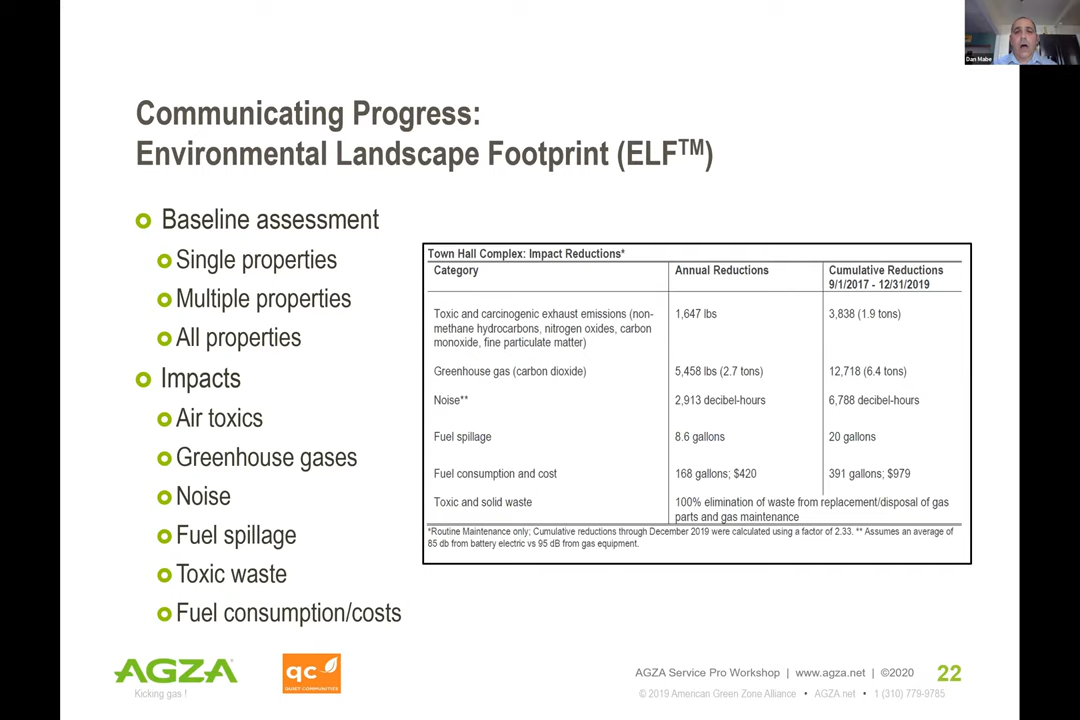 Dan Mabe
Communicating Progress:
Environmental Landscape Footprint (ELF™)
Baseline assessment
Single properties
Multiple properties
All properties
Impacts
Air toxics
Greenhouse gases
Noise
Fuel spillage
Toxic waste
Fuel consumption/costs
Town Hall Complex: Impact Reductions*
Category Annual Reductions Cumulative Reductions
9/1/2017 - 12/31/2019
Toxic and carcinogenic exhaust emissions (non- 1,647 lbs 3,838 (1.9 tons)
methane hydrocarbons, nitrogen oxides, carbon
monoxide, fine particulate matter)
Greenhouse gas (carbon dioxide) 5,458 lbs (2.7 tons) 12,718 (6.4 tons)
Noise** 2,913 decibel-hours 6,788 decibel-hours
Fuel spillage 8.6 gallons 20 gallons
Fuel consumption and cost 168 gallons; $420 391 gallons; $979
Toxic and solid waste 100% elimination of waste from replacement/disposal of gas
parts and gas maintenance
*Routine Maintenance only; Cumulative reductions through December 2019 were calculated using a factor of 2.33. ** Assumes an average of
85 db from battery electric vs 95 dB from gas equipment.
AGZA
Kicking gas !
qc
QUIET COMMUNITIES
AGZA Service Pro Workshop | www.agza.net | ©2020 22
© 2019 American Green Zone Alliance • AGZA.net • 1 (310) 779-9785